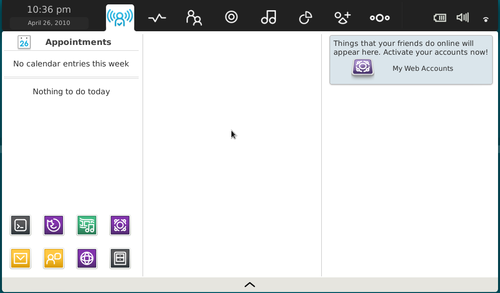 10:36 pm
April 26, 2010
26
Appointments
No calendar entries this week
Nothing to do today
Things that your friends do online will
appear here. Activate your accounts now!
My Web Accounts